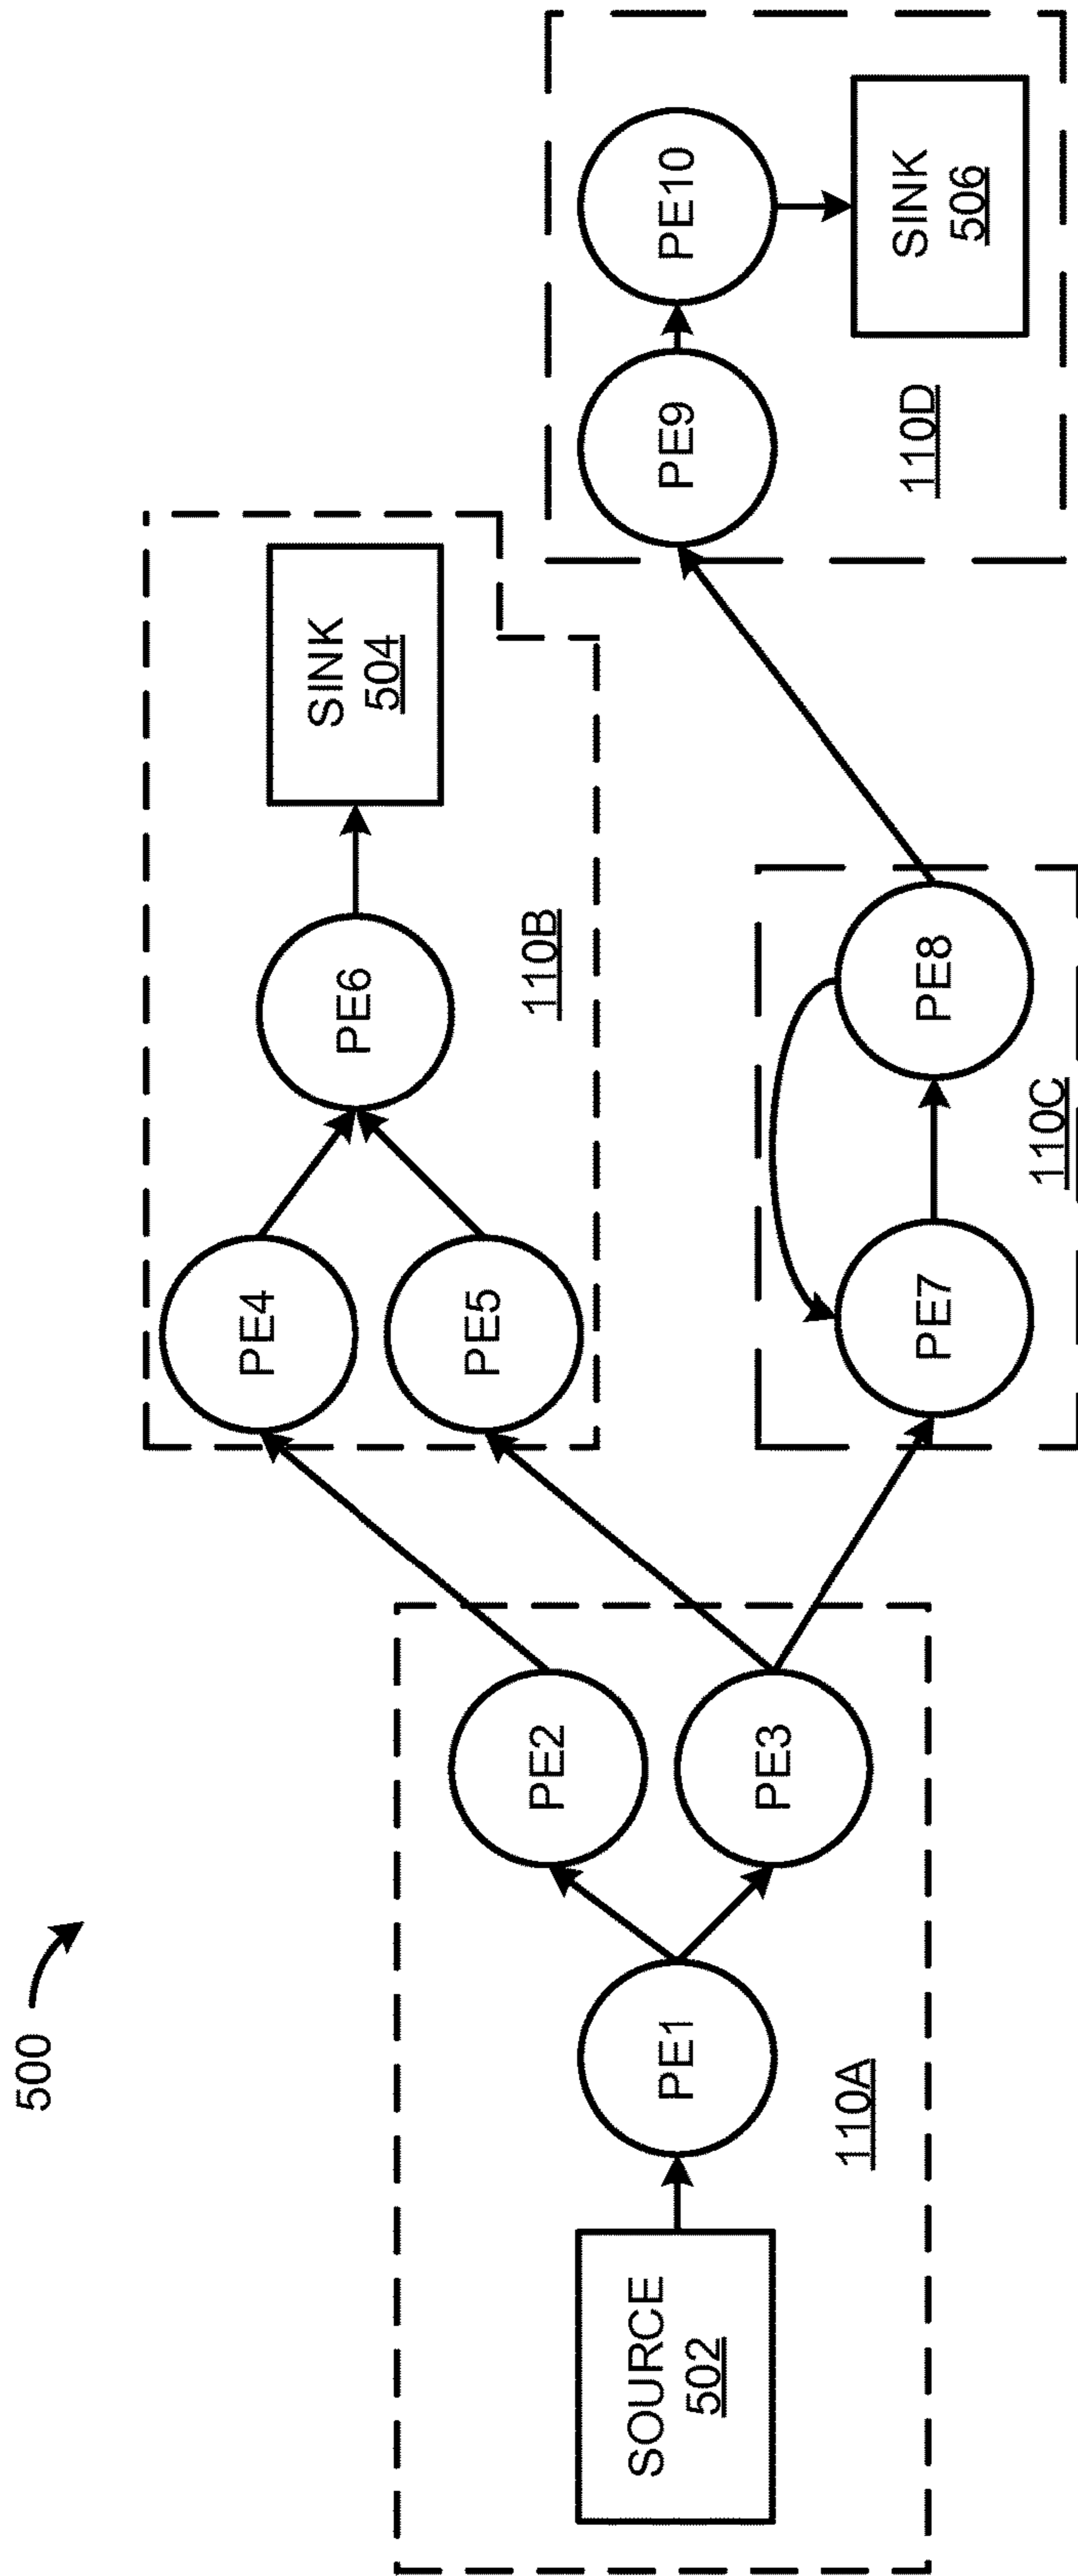 500
SOURCE
502
PE1
PE2
PE3
110A
PE4
PE5
PE6
SINK
504
110B
PE7
PE8
110C
PE9
PE10
SINK
506
110D